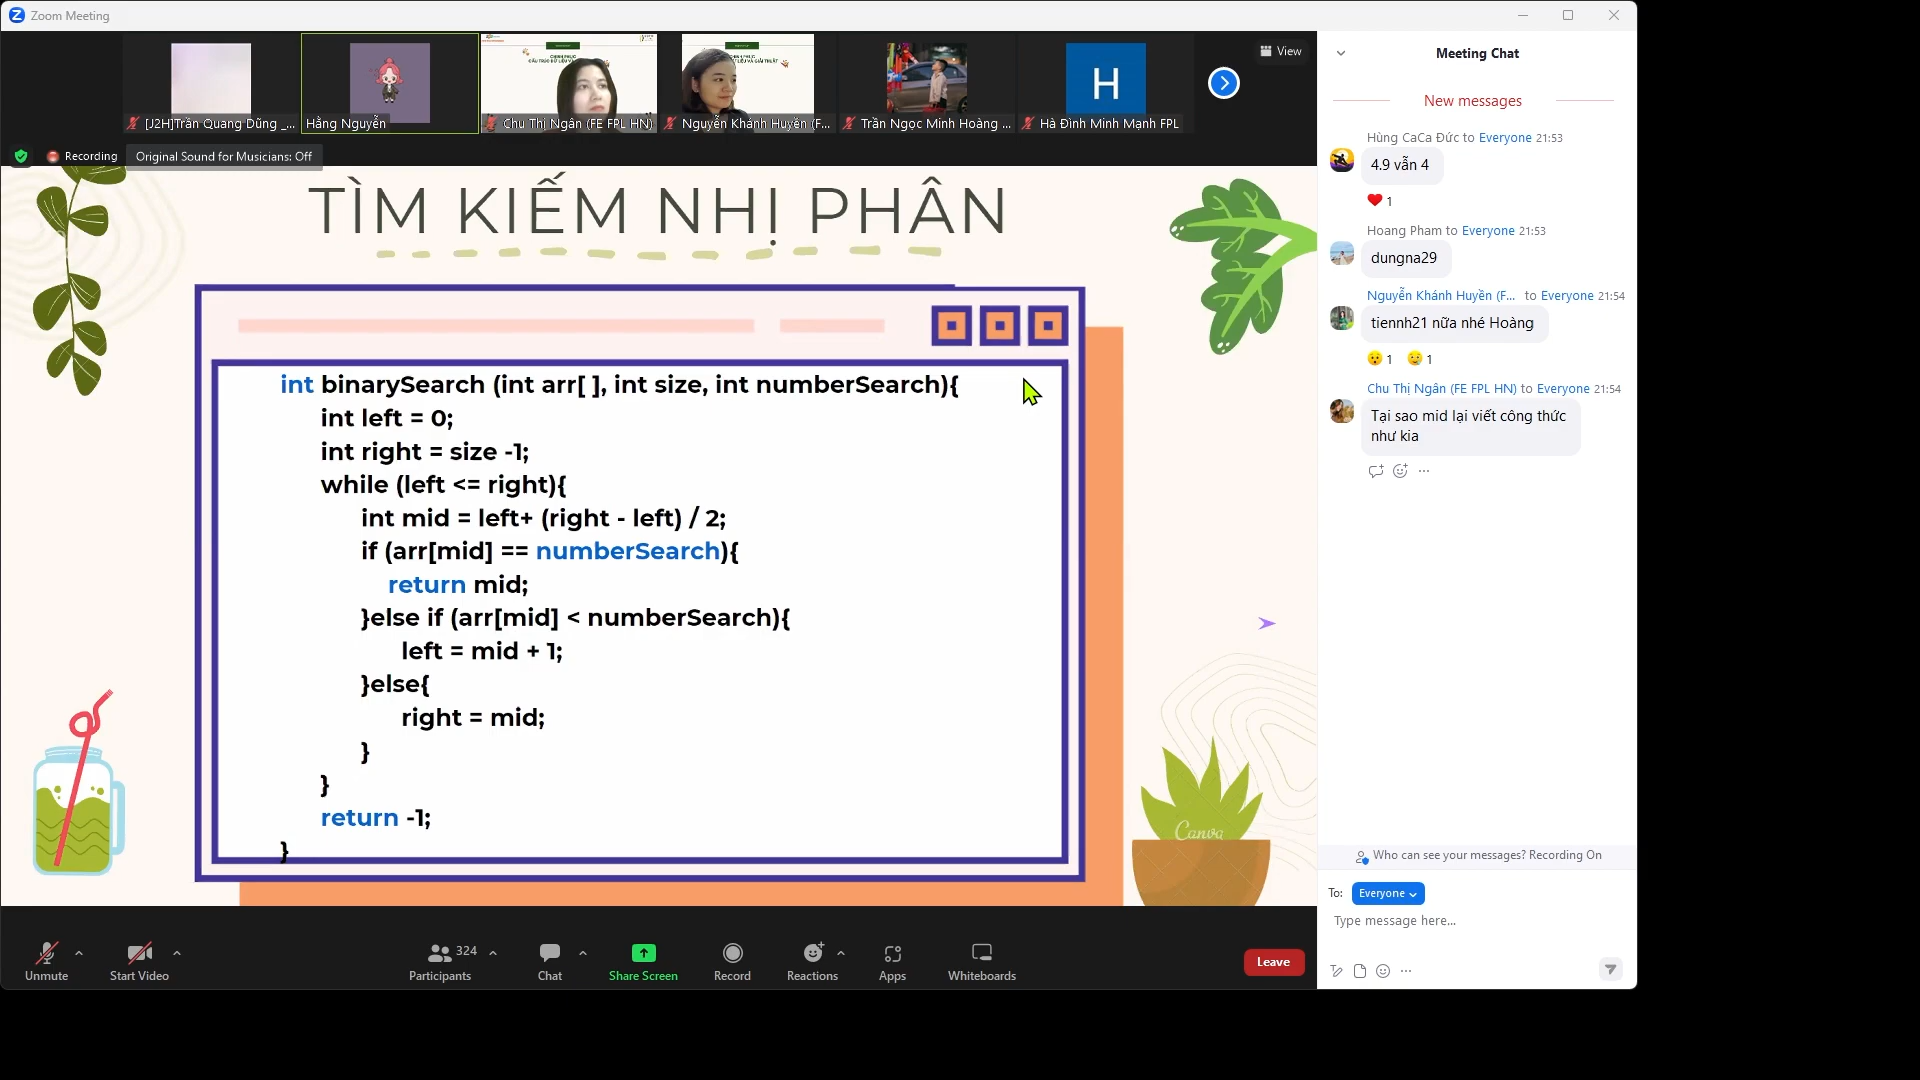 Zoom Meeting
[J2H]Trần Quang Dũng _...
Hằng Nguyễn
Chu Thị Ngân (FE FPL HN)
Nguyễn Khánh Huyền (F...
Trần Ngọc Minh Hoàng ...
H
Hà Đình Minh Mạnh FPL
View
Recording
Original Sound for Musicians: Off
TÌM KIẾM NHỊ PHÂN
int binarySearch (int arr[ ], int size, int numberSearch){
int left = 0;
int right = size -1;
while (left <= right){
int mid = left+ (right - left) / 2;
if (arr[mid] == numberSearch){
return mid;
}else if (arr[mid] < numberSearch){
left = mid + 1;
}else{
right = mid;
}
}
return -1;
}
Canva
Unmute
Start Video
324
Participants
Chat
Share Screen
Record
Reactions
Apps
Whiteboards
Leave
Meeting Chat
New messages
Hùng CaCa Đức to Everyone 21:53
4.9 vẫn 4
1
Hoang Pham to Everyone 21:53
dungna29
Nguyễn Khánh Huyền (F... to Everyone 21:54
tiennh21 nữa nhé Hoàng
1 1
Chu Thị Ngân (FE FPL HN) to Everyone 21:54
Tại sao mid lại viết công thức
như kia
Who can see your messages? Recording On
To: Everyone
Type message here...